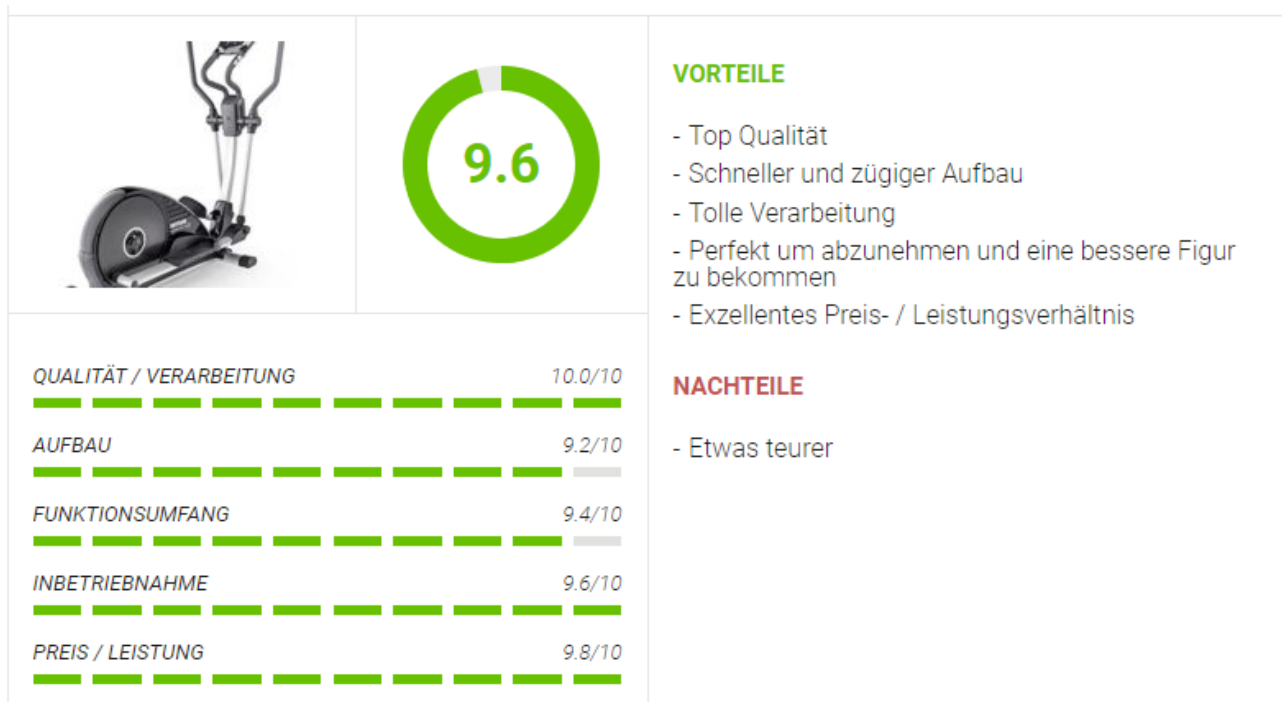 9.6
VORTEILE
- Top Qualität
- Schneller und zügiger Aufbau
- Tolle Verarbeitung
- Perfekt um abzunehmen und eine bessere Figur
zu bekommen
- Exzellentes Preis- / Leistungsverhältnis
NACHTEILE
- Etwas teurer
QUALITÄT / VERARBEITUNG 10.0/10
AUFBAU 9.2/10
FUNKTIONSUMFANG 9.4/10
INBETRIEBNAHME 9.6/10
PREIS / LEISTUNG 9.8/10